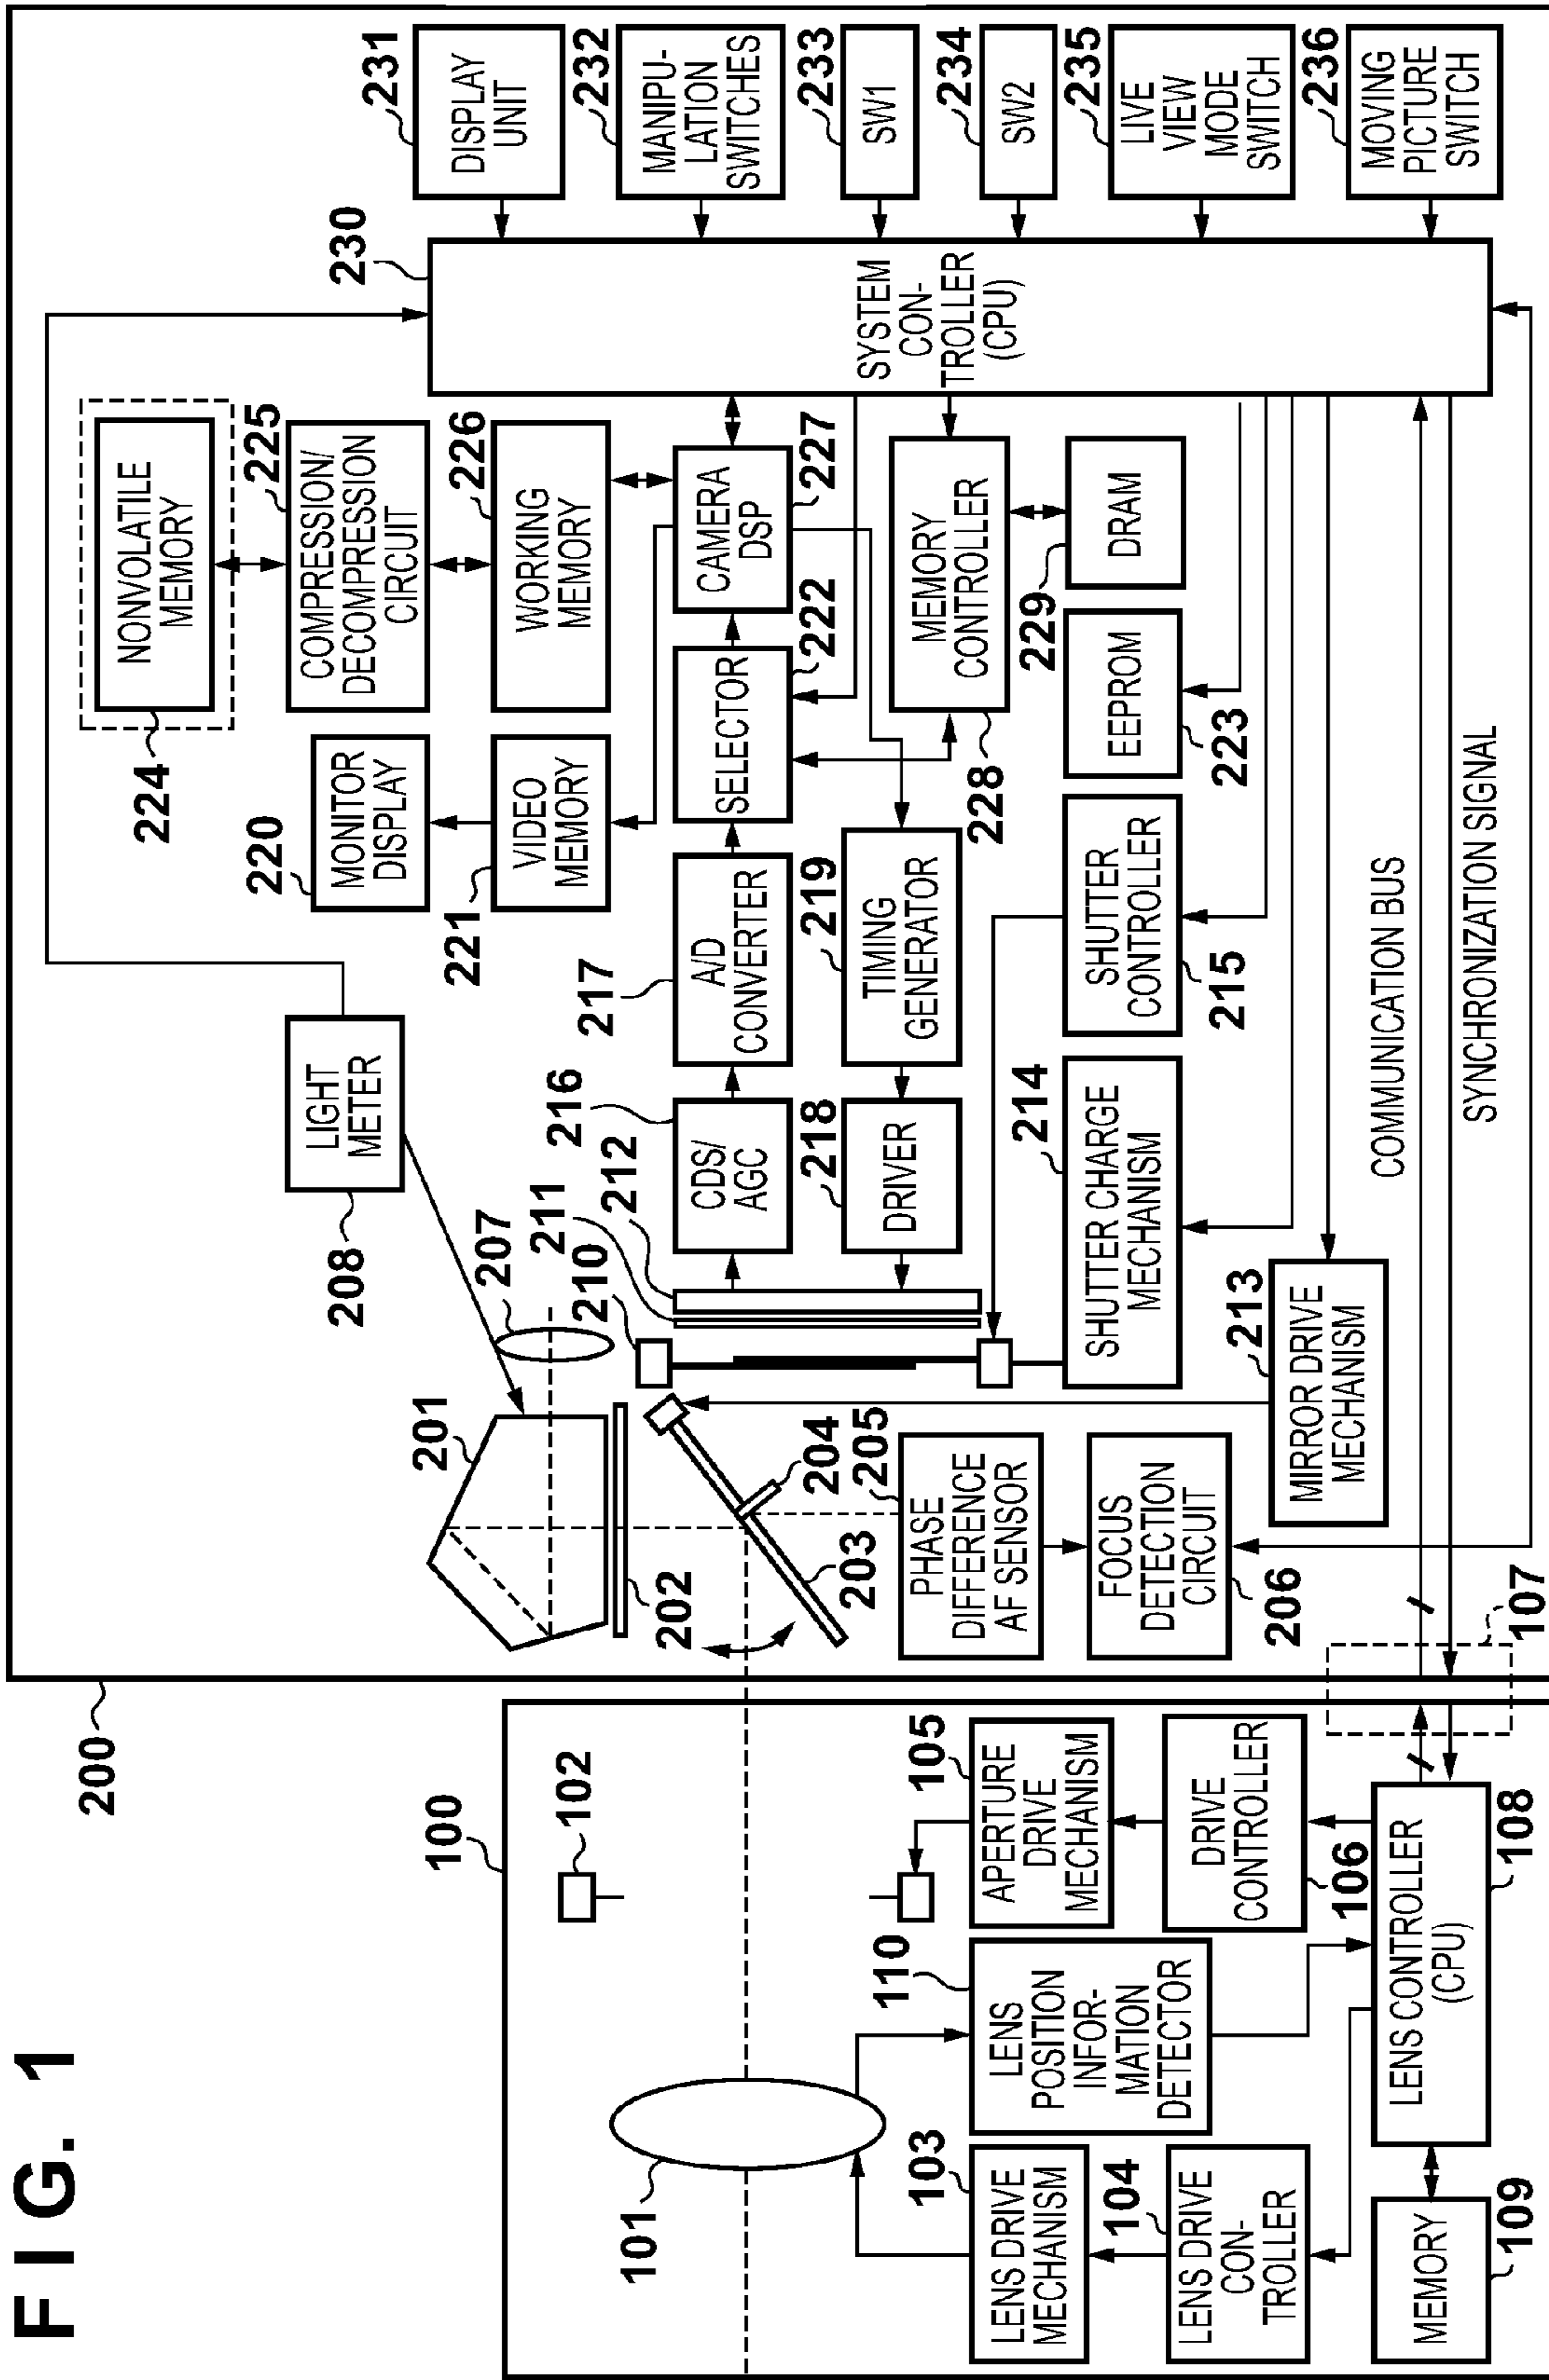 FIG. 1
200
100
101
102
LENS DRIVE
MECHANISM
103
LENS DRIVE
CON-
TROLLER
104
MEMORY
109
LENS
POSITION
INFOR-
MATION
DETECTOR
110
APERTURE
DRIVE
MECHANISM
105
DRIVE
CONTROLLER
106
LENS CONTROLLER
(CPU)
108
107
201
202
203
204
PHASE
DIFFERENCE
AF SENSOR
205
FOCUS
DETECTION
CIRCUIT
206
207
LIGHT
METER
208
210
211
212
MIRROR DRIVE
MECHANISM
213
SHUTTER CHARGE
MECHANISM
214
SHUTTER
CONTROLLER
215
CDS/
AGC
216
A/D
CONVERTER
217
DRIVER
218
TIMING
GENERATOR
219
MONITOR
DISPLAY
220
VIDEO
MEMORY
221
SELECTOR
222
EEPROM
223
NONVOLATILE
MEMORY
224
COMPRESSION/
DECOMPRESSION
CIRCUIT
225
WORKING
MEMORY
226
CAMERA
DSP
227
MEMORY
CONTROLLER
228
DRAM
229
SYSTEM
CON-
TROLLER
(CPU)
230
DISPLAY
UNIT
231
MANIPU-
LATION
SWITCHES
232
SW1
233
SW2
234
LIVE
VIEW
MODE
SWITCH
235
MOVING
PICTURE
SWITCH
236
COMMUNICATION BUS
SYNCHRONIZATION SIGNAL